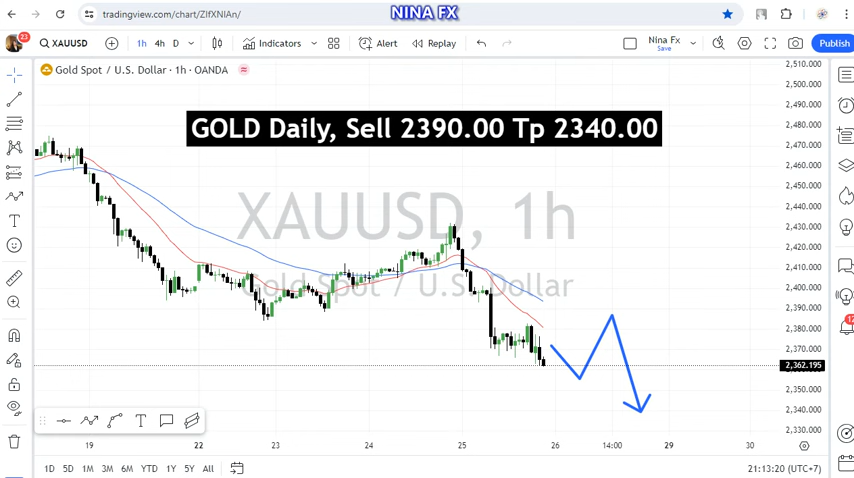 NINA FX
tradingview.com/chart/ZIfXNlAn/
23
XAUUSD
1h 4h D
Indicators
Alert
Replay
Nina Fx
Save
Publish
Gold Spot / U.S. Dollar · 1h · OANDA
GOLD Daily, Sell 2390.00 Tp 2340.00
XAUUSD, 1h
Gold Spot / U.S. Dollar
2,510.000
2,500.000
2,490.000
2,480.000
2,470.000
2,460.000
2,450.000
2,440.000
2,430.000
2,420.000
2,410.000
2,400.000
2,390.000
2,380.000
2,370.000
2,362.195
2,350.000
2,340.000
2,330.000
19 22 23 24 25 26 14:00 29 30
1D 5D 1M 3M 6M YTD 1Y 5Y All
21:13:20 (UTC+7)